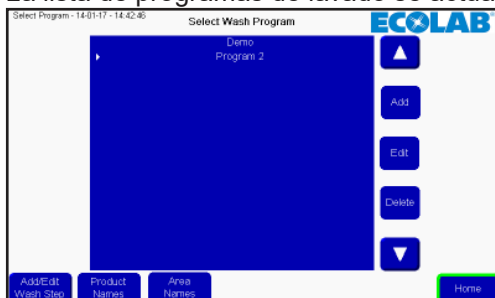 La lista de programas de lavado se actua
Select Program - 14-01-17 - 14:42:46
Select Wash Program
ECOLAB
Demo
Program 2
Add
Edit
Delete
Add/Edit
Wash Step
Product
Names
Area
Names
Home